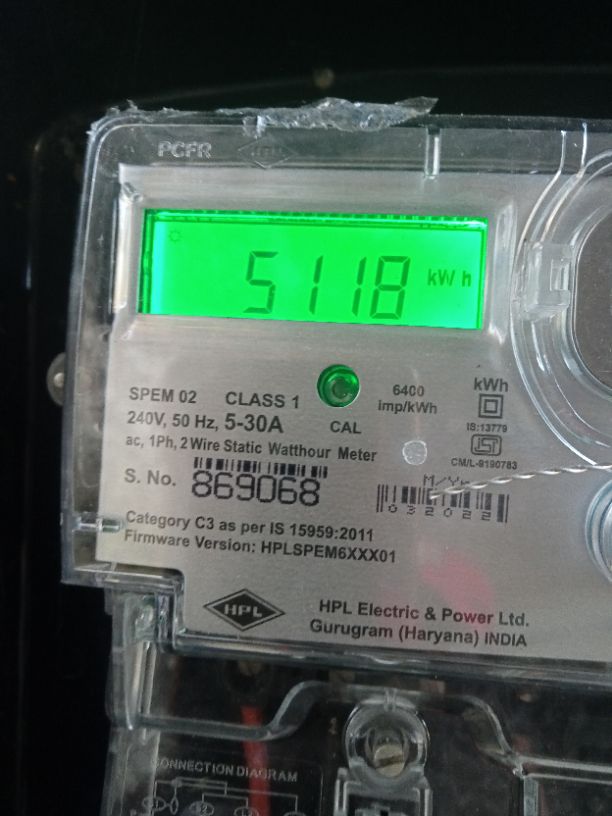 PCFR
5118 kWh
SPEM 02 CLASS 1
240V, 50 Hz, 5-30A
ac, 1Ph, 2 Wire Static Watthour Meter
CAL
6400
imp/kWh
kWh
IS:13779
CM/L-9190783
S. No. 869068
M/Yr
032022
Category C3 as per IS 15959:2011
Firmware Version: HPLSPEM6XXX01
HPL
HPL Electric & Power Ltd.
Gurugram (Haryana) INDIA
CONNECTION DIAGRAM